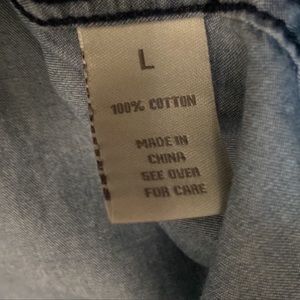 L
100% COTTON
MADE IN
CHINA
SEE OVER
FOR CARE